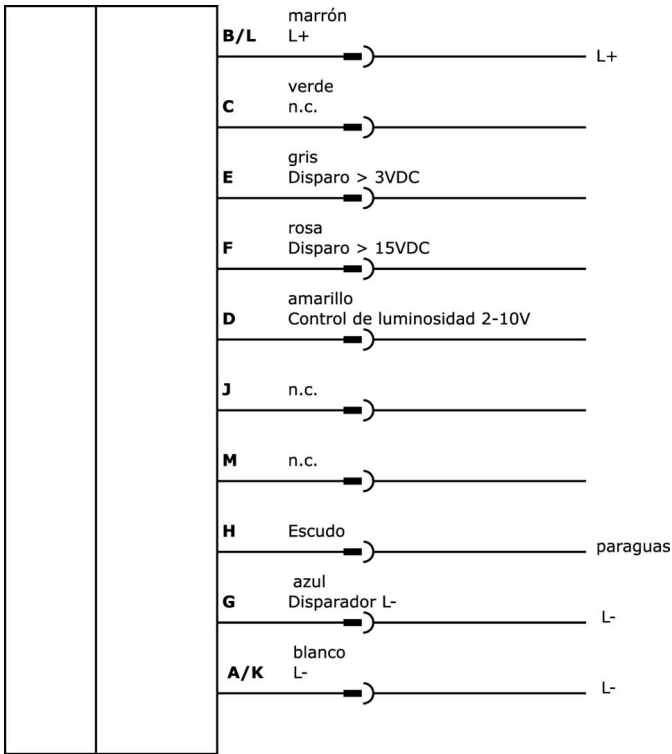 marrón
B/L L+
L+
verde
C n.c.
gris
E Disparo > 3VDC
rosa
F Disparo > 15VDC
amarillo
D Control de luminosidad 2-10V
J n.c.
M n.c.
H Escudo
paraguas
azul
G Disparador L-
L-
blanco
A/K L-
L-